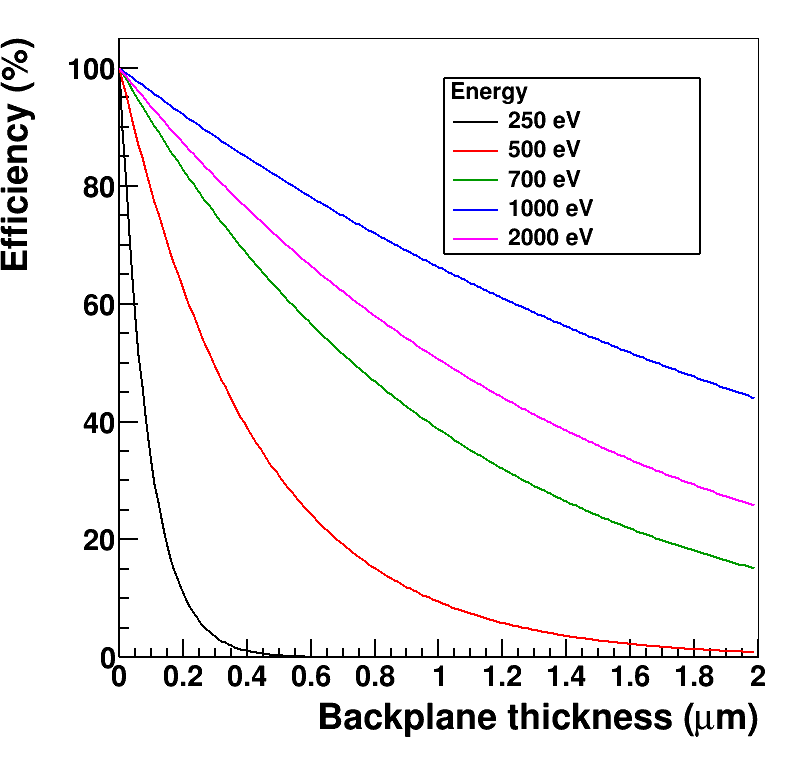 Efficiency (%)
100
80
60
40
20
0
Energy
250 eV
500 eV
700 eV
1000 eV
2000 eV
0 0.2 0.4 0.6 0.8 1 1.2 1.4 1.6 1.8 2
Backplane thickness (μm)